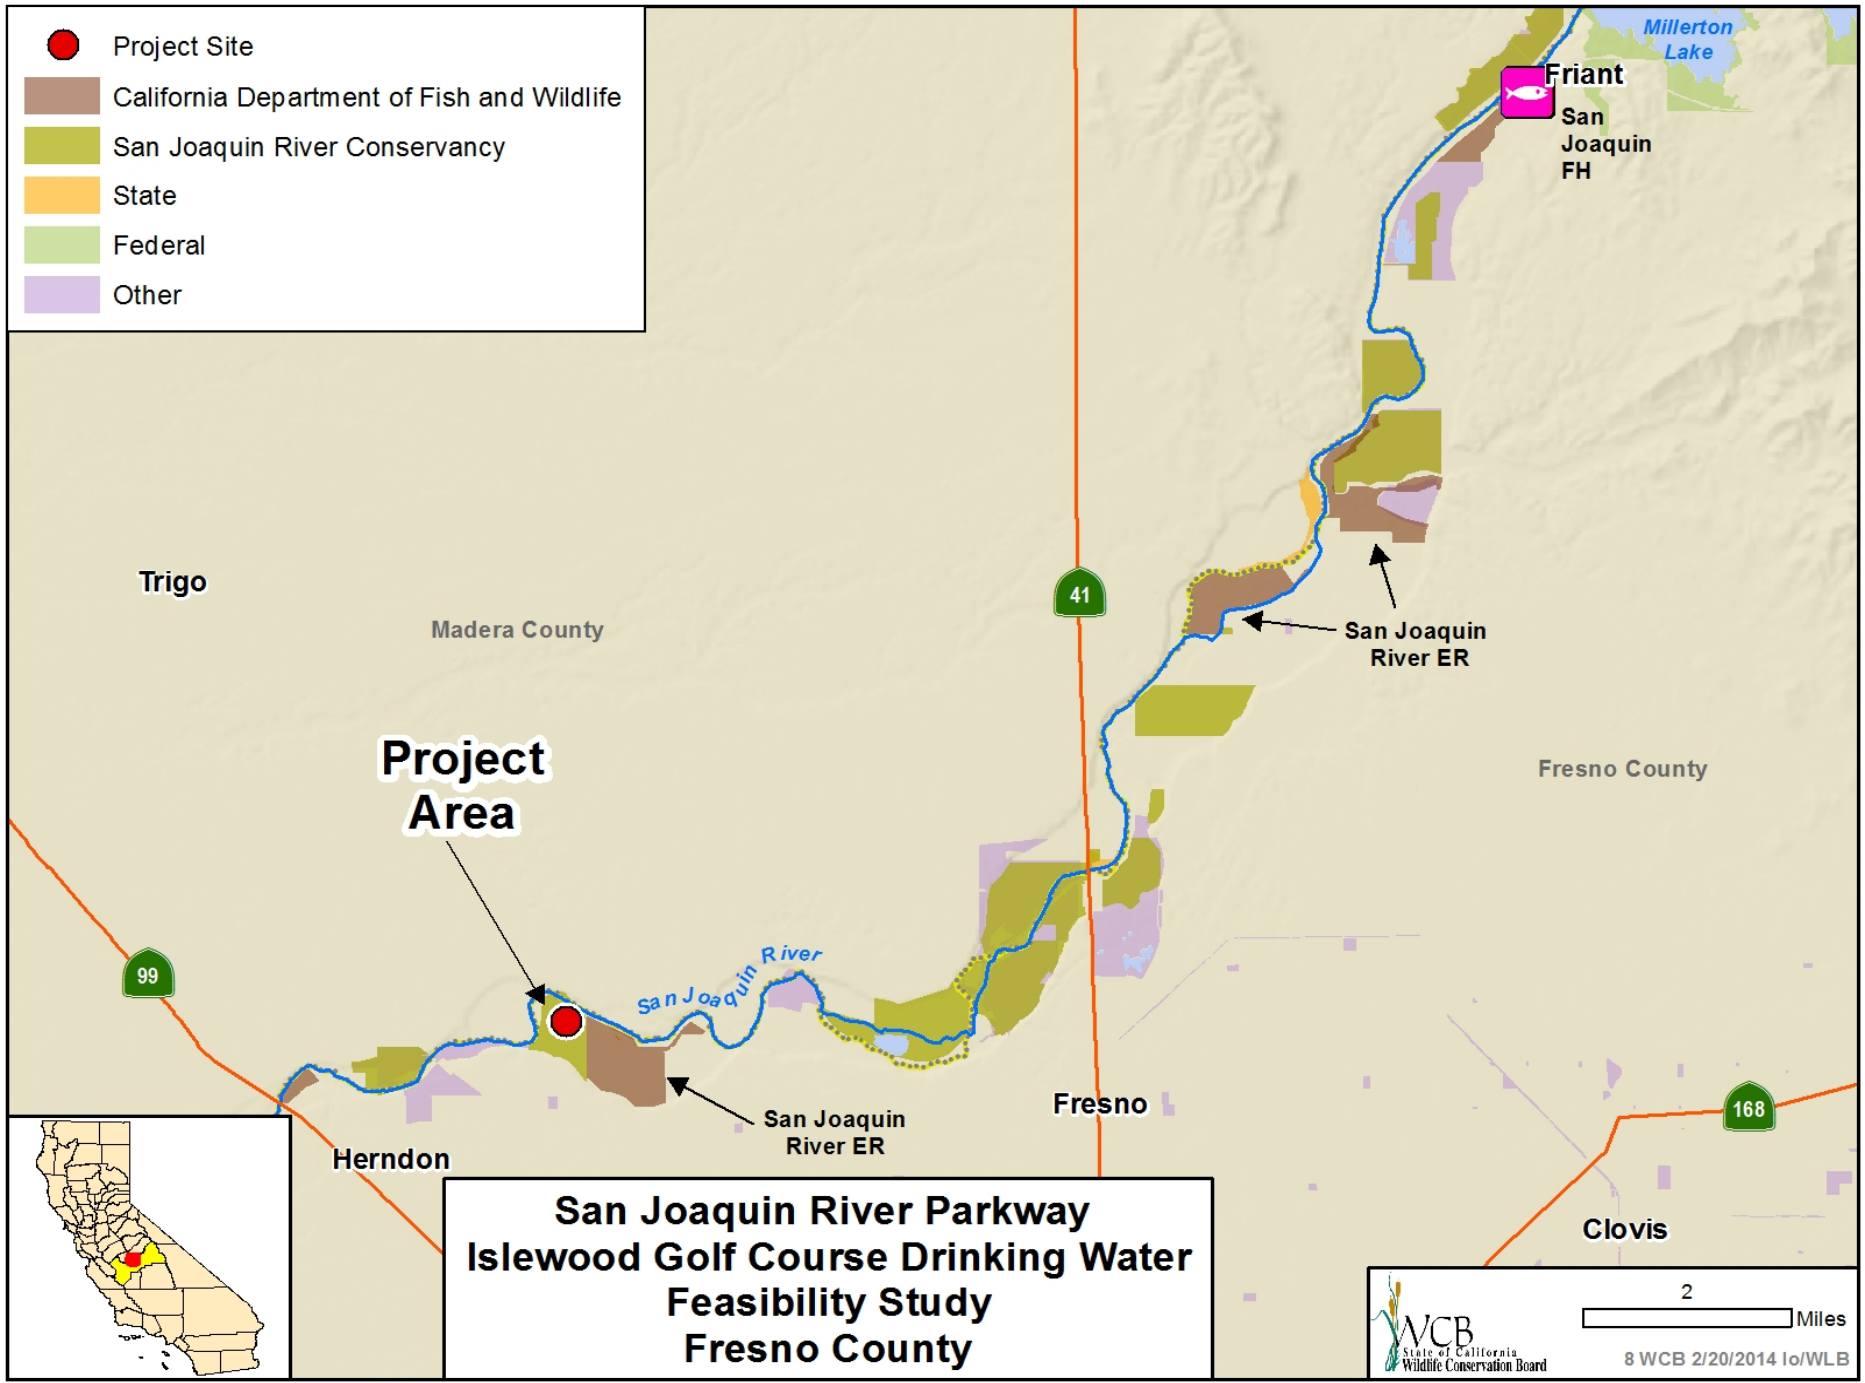 Project Site
California Department of Fish and Wildlife
San Joaquin River Conservancy
State
Federal
Other
Millerton
Lake
Friant
San
Joaquin
FH
Trigo
Madera County
41
San Joaquin
River ER
Project
Area
Fresno County
99
San Joaquin River
San Joaquin
River ER
Fresno
168
Herndon
Clovis
San Joaquin River Parkway
Islewood Golf Course Drinking Water
Feasibility Study
Fresno County
WCB
State of California
Wildlife Conservation Board
2
Miles
8 WCB 2/20/2014 lo/WLB